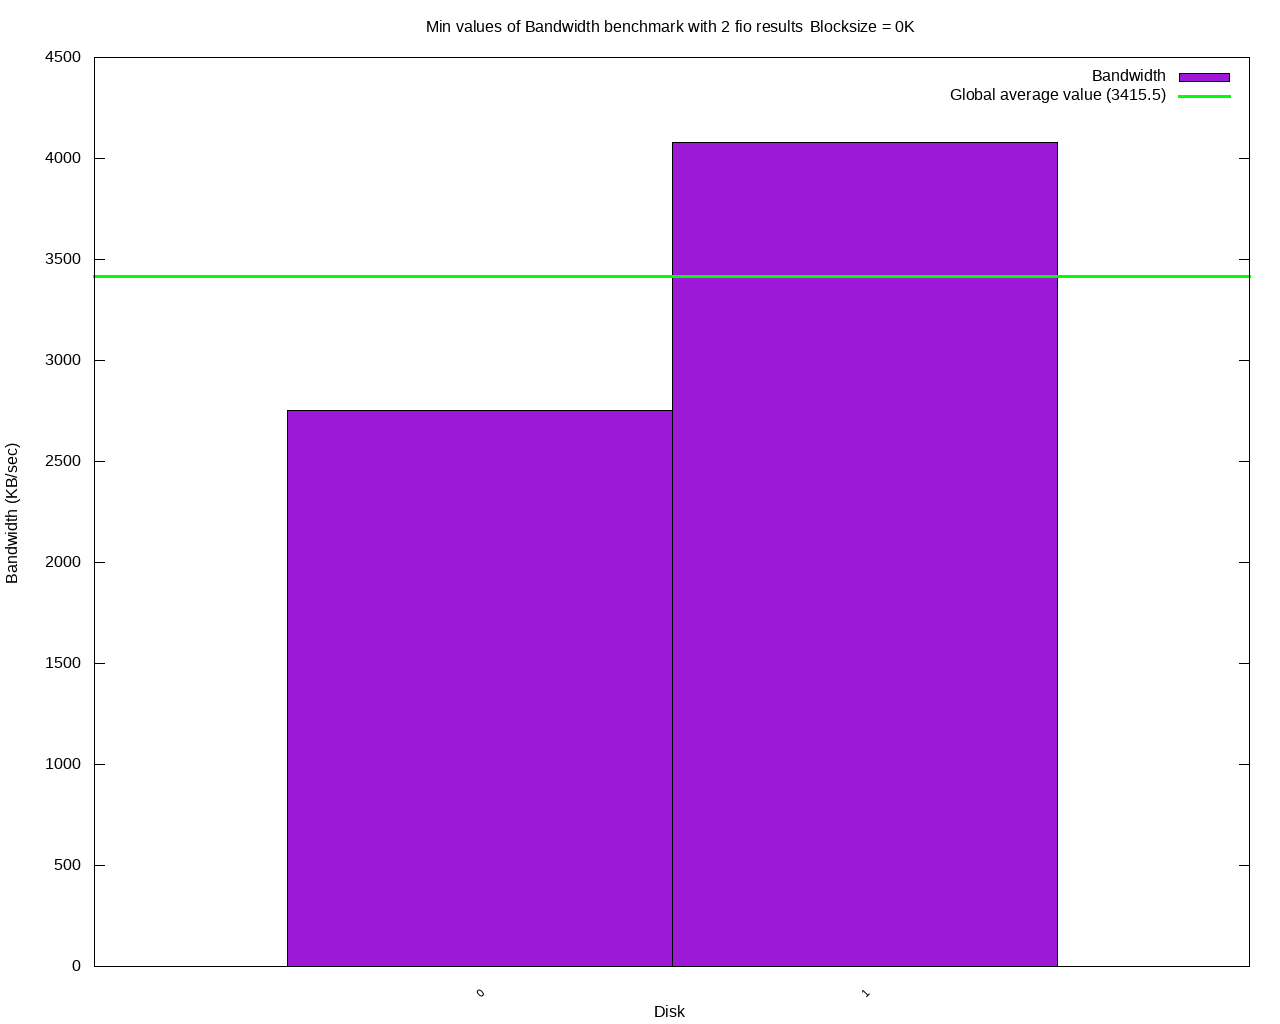 Min values of Bandwidth benchmark with 2 fio results Blocksize = 0K
Bandwidth
Global average value (3415.5)
4500
4000
3500
3000
2500
2000
1500
1000
500
0
Bandwidth (KB/sec)
0
1
Disk